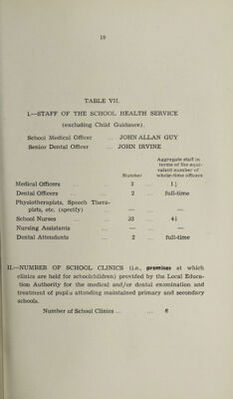 19
TABLE VII.
I.—STAFF OF THE SCHOOL HEALTH SERVICE
(excluding Child Guidance).
School Medical Officer ... JOHN ALLAN GUY
Senior Dental Officer ... JOHN IRVINE
Number Aggregate staff in terms of the equivalent number of whole-time officers
Medical Officers ... 3 ... 1½
Dental Officers ... 2 ... full-time
Physiotherapists, Speech Therapists, etc. (specify) ... — ... —
School Nurses ... 33 ... 4½
Nursing Assistants ... — ... —
Dental Attendants ... 2 ... full-time
II.—NUMBER OF SCHOOL CLINICS (i.e., premises at which
clinics are held for schoolchildren) provided by the Local Educa-
tion Authority for the medical and/or dental examination and
treatment of pupils attending maintained primary and secondary
schools.
Number of School Clinics ... ... 6